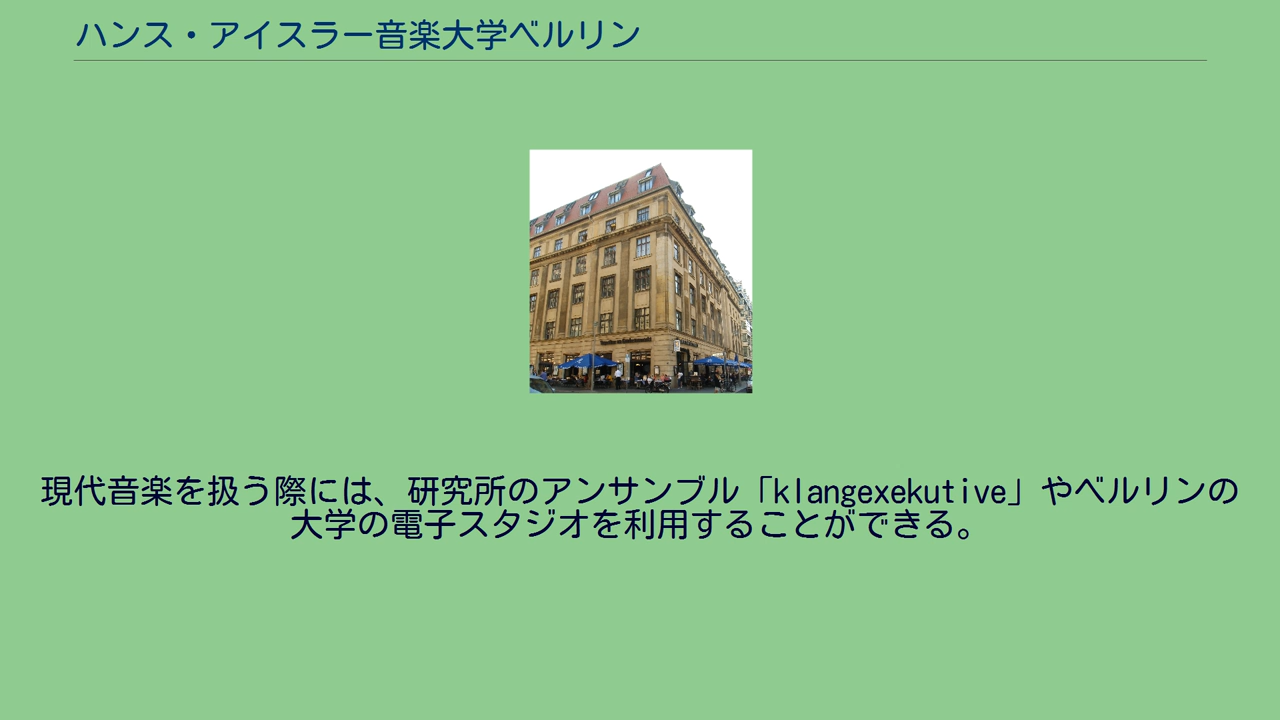 ハンス・アイスラー音楽大学ベルリン
現代音楽を扱う際には、研究所のアンサンブル「klangexekutive」やベルリンの
大学の電子スタジオを利用することができる。